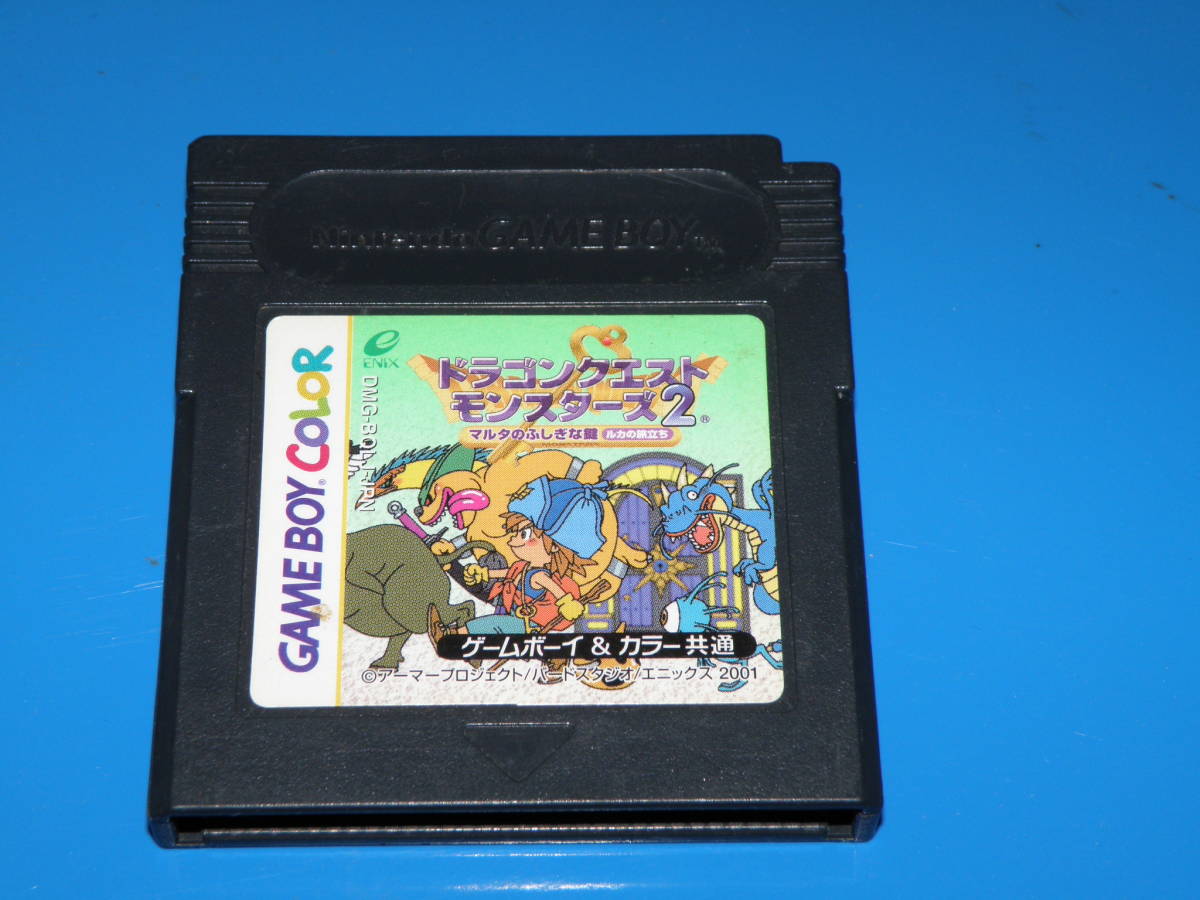 Nintendo GAME BOY TM
GAME BOY COLOR
ENIX
ドラゴンクエスト
モンスターズ2®
マルタのふしぎな鍵 ルカの旅立ち
ゲームボーイ & カラー共通
©アーマープロジェクト/バードスタジオ/エニックス 2001